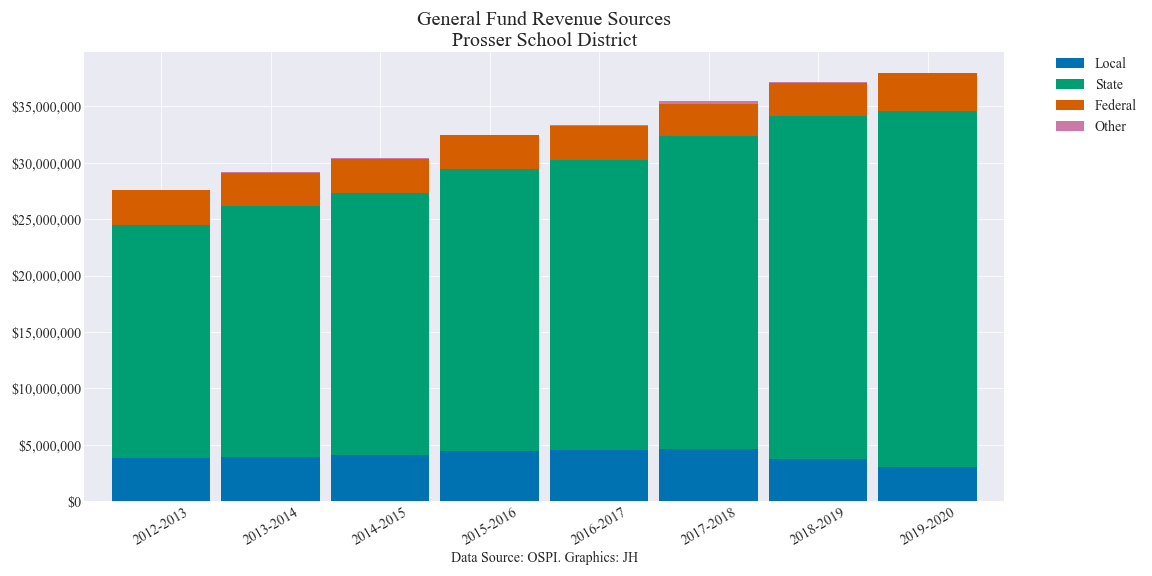 General Fund Revenue Sources
Prosser School District
Local
State
Federal
Other
$35,000,000
$30,000,000
$25,000,000
$20,000,000
$15,000,000
$10,000,000
$5,000,000
$0
2012-2013
2013-2014
2014-2015
2015-2016
2016-2017
2017-2018
2018-2019
2019-2020
Data Source: OSPI. Graphics: JH